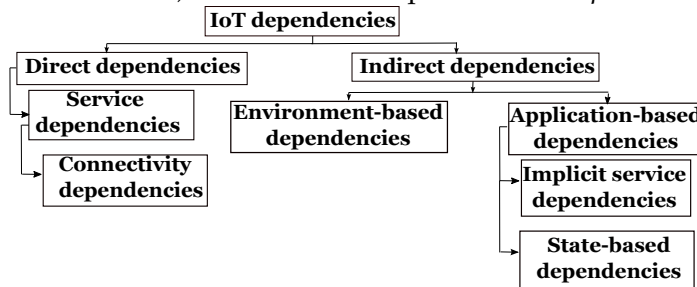 IoT dependencies
Direct dependencies
Indirect dependencies
Service
dependencies
Connectivity
dependencies
Environment-based
dependencies
Application-based
dependencies
Implicit service
dependencies
State-based
dependencies